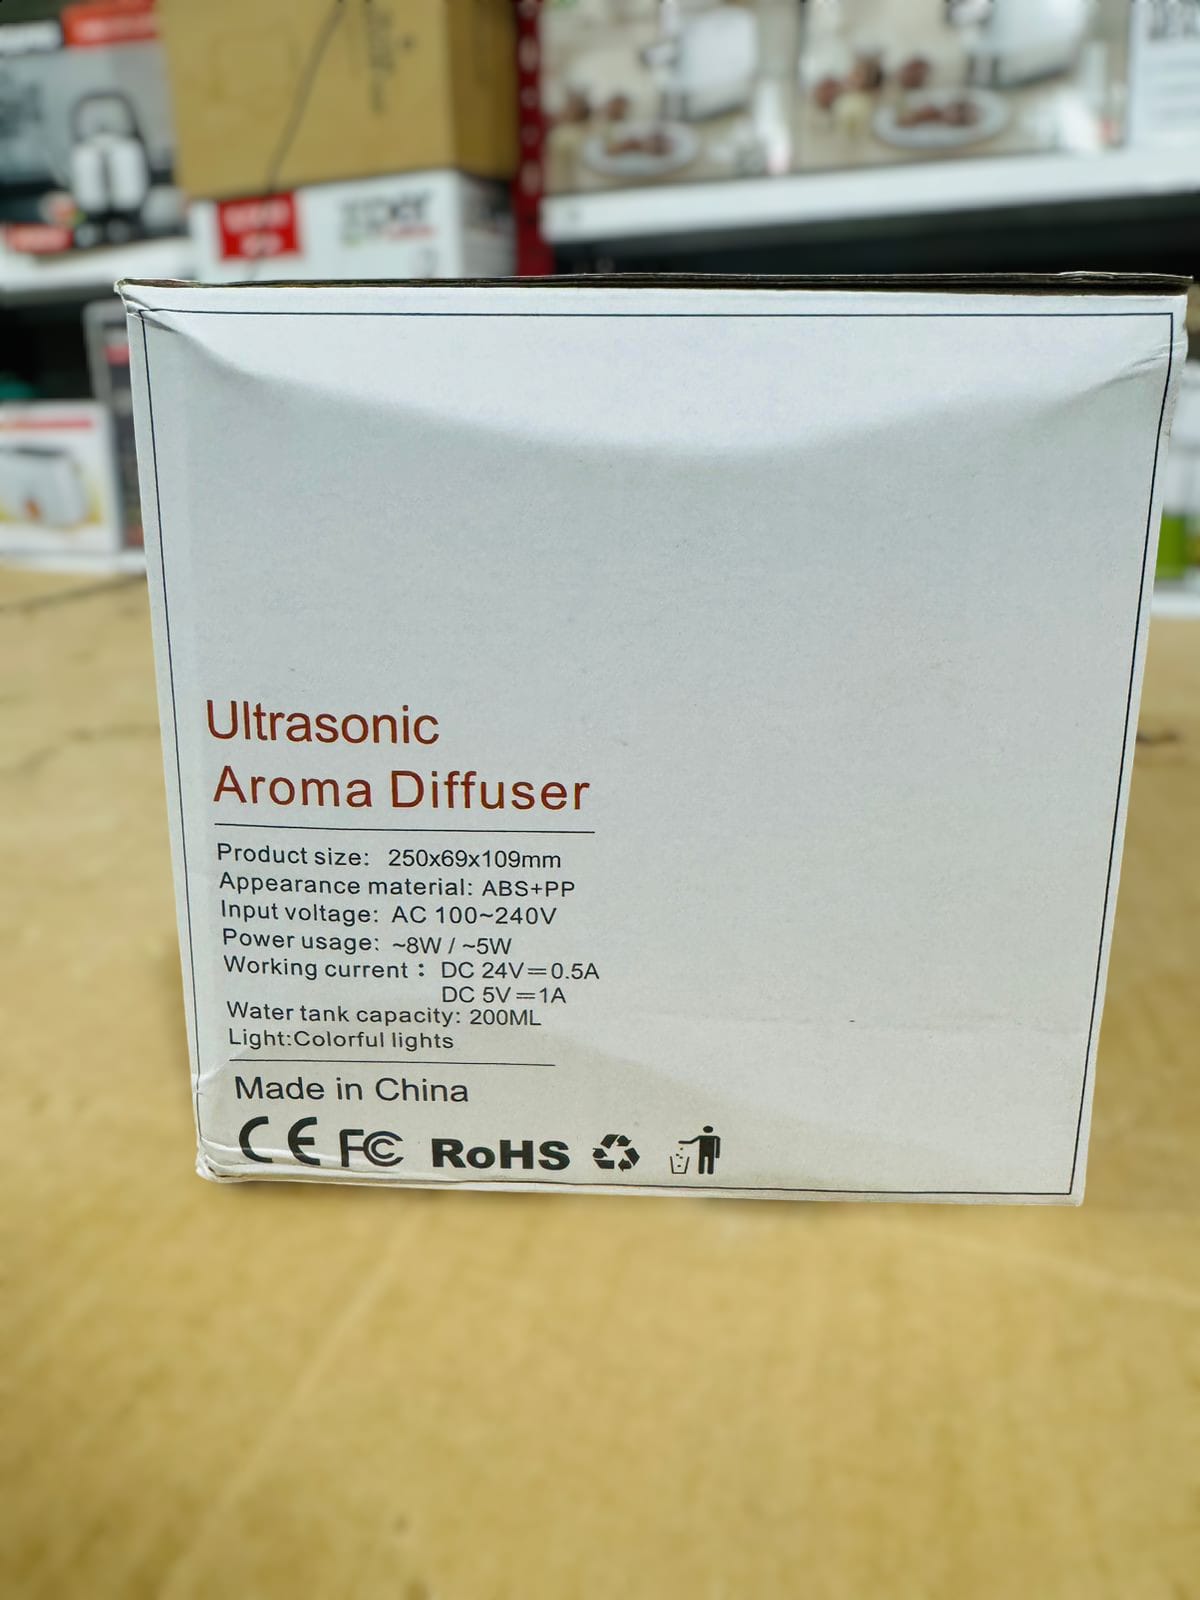 Ultrasonic
Aroma Diffuser
Product size: 250x69x109mm
Appearance material: ABS+PP
Input voltage: AC 100~240V
Power usage: ~8W / ~5W
Working current : DC 24V⎓0.5A
DC 5V⎓1A
Water tank capacity: 200ML
Light:Colorful lights
Made in China
CE FC RoHS